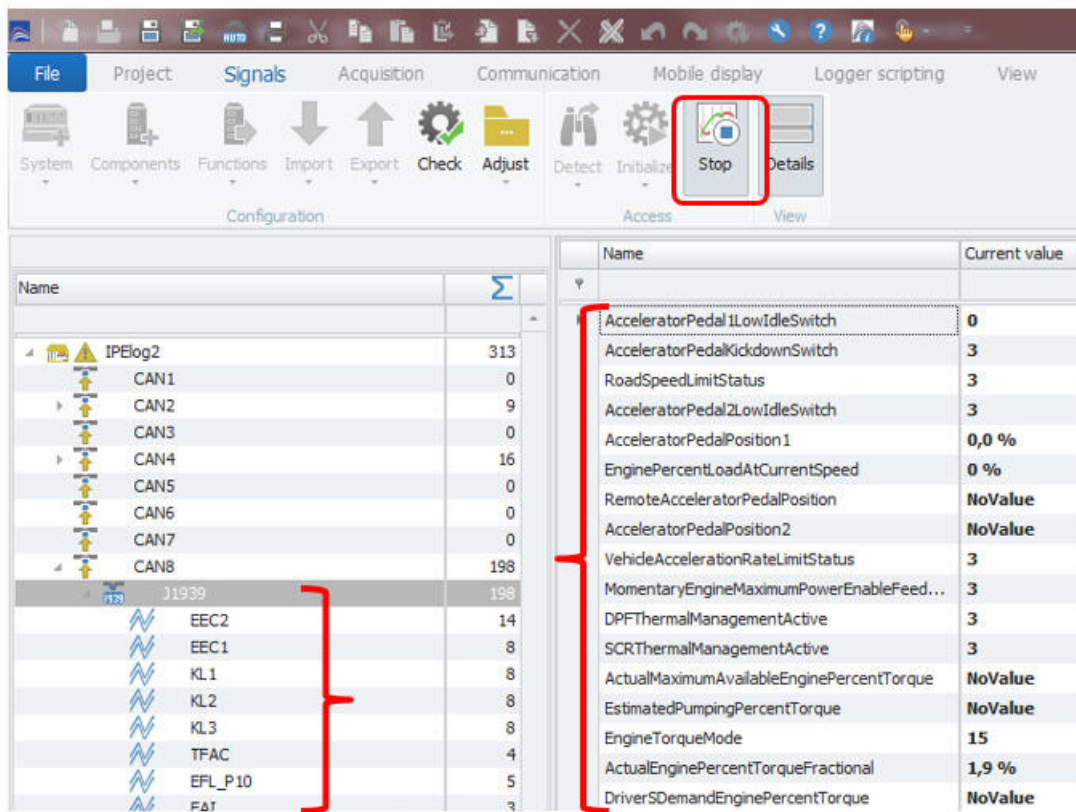 AUTO
File Project Signals Acquisition Communication Mobile display Logger scripting View
System Components Functions Import Export Check Adjust Detect Initialize Stop Details
Configuration Access View
Name Σ
IPElog2 313
CAN1 0
CAN2 9
CAN3 0
CAN4 16
CAN5 0
CAN6 0
CAN7 0
CAN8 198
J1939 198
EEC2 14
EEC1 8
KL1 8
KL2 8
KL3 8
TFAC 4
EFL_P10 5
EAI 3
Name Current value
AcceleratorPedal1LowIdleSwitch 0
AcceleratorPedalKickdownSwitch 3
RoadSpeedLimitStatus 3
AcceleratorPedal2LowIdleSwitch 3
AcceleratorPedalPosition1 0,0 %
EnginePercentLoadAtCurrentSpeed 0 %
RemoteAcceleratorPedalPosition NoValue
AcceleratorPedalPosition2 NoValue
VehicleAccelerationRateLimitStatus 3
MomentaryEngineMaximumPowerEnableFeed... 3
DPFThermalManagementActive 3
SCRThermalManagementActive 3
ActualMaximumAvailableEnginePercentTorque NoValue
EstimatedPumpingPercentTorque NoValue
EngineTorqueMode 15
ActualEnginePercentTorqueFractional 1,9 %
DriverSDemandEnginePercentTorque NoValue